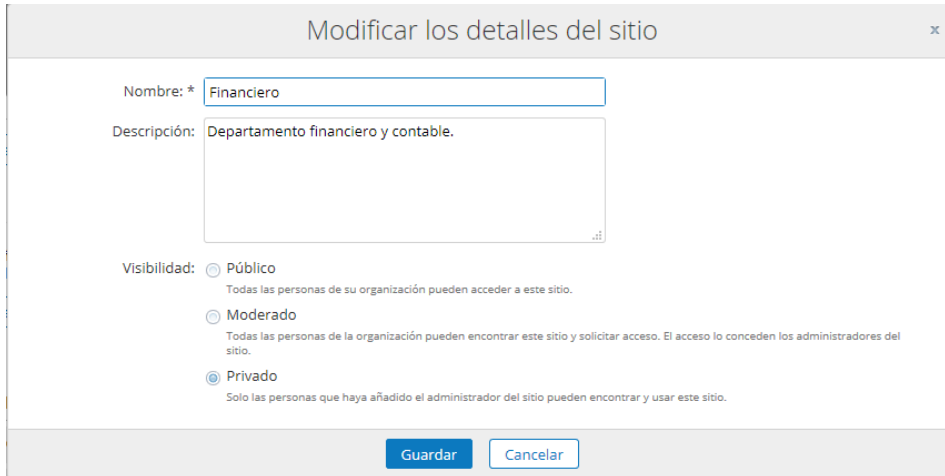 Modificar los detalles del sitio
x
Nombre: * Financiero
Descripción: Departamento financiero y contable.
Visibilidad: Público
Todas las personas de su organización pueden acceder a este sitio.
Moderado
Todas las personas de la organización pueden encontrar este sitio y solicitar acceso. El acceso lo conceden los administradores del
sitio.
Privado
Solo las personas que haya añadido el administrador del sitio pueden encontrar y usar este sitio.
Guardar Cancelar